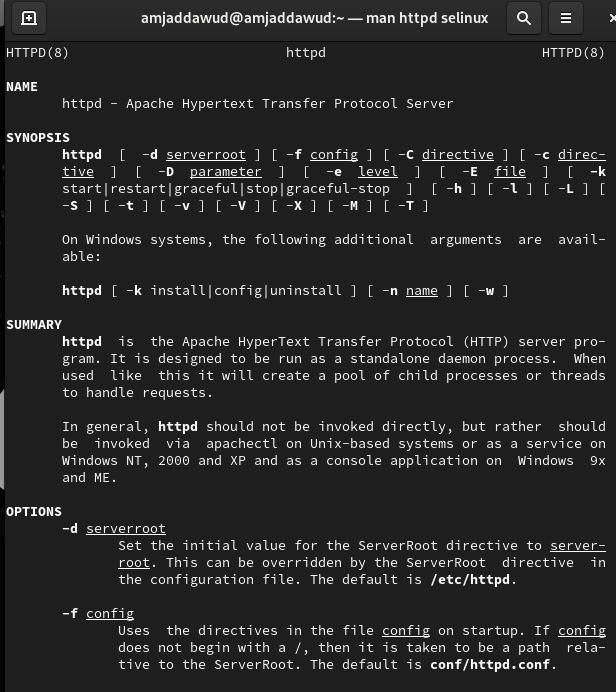 amjaddawud@amjaddawud:~ — man httpd selinux
HTTPD(8) httpd HTTPD(8)
NAME
httpd - Apache Hypertext Transfer Protocol Server
SYNOPSIS
httpd [ -d serverroot ] [ -f config ] [ -C directive ] [ -c direc-
tive ] [ -D parameter ] [ -e level ] [ -E file ] [ -k
start|restart|graceful|stop|graceful-stop ] [ -h ] [ -l ] [ -L ] [
-S ] [ -t ] [ -v ] [ -V ] [ -X ] [ -M ] [ -T ]
On Windows systems, the following additional arguments are avail-
able:
httpd [ -k install|config|uninstall ] [ -n name ] [ -w ]
SUMMARY
httpd is the Apache HyperText Transfer Protocol (HTTP) server pro-
gram. It is designed to be run as a standalone daemon process. When
used like this it will create a pool of child processes or threads
to handle requests.
In general, httpd should not be invoked directly, but rather should
be invoked via apachectl on Unix-based systems or as a service on
Windows NT, 2000 and XP and as a console application on Windows 9x
and ME.
OPTIONS
-d serverroot
Set the initial value for the ServerRoot directive to server-
root. This can be overridden by the ServerRoot directive in
the configuration file. The default is /etc/httpd.
-f config
Uses the directives in the file config on startup. If config
does not begin with a /, then it is taken to be a path rela-
tive to the ServerRoot. The default is conf/httpd.conf.